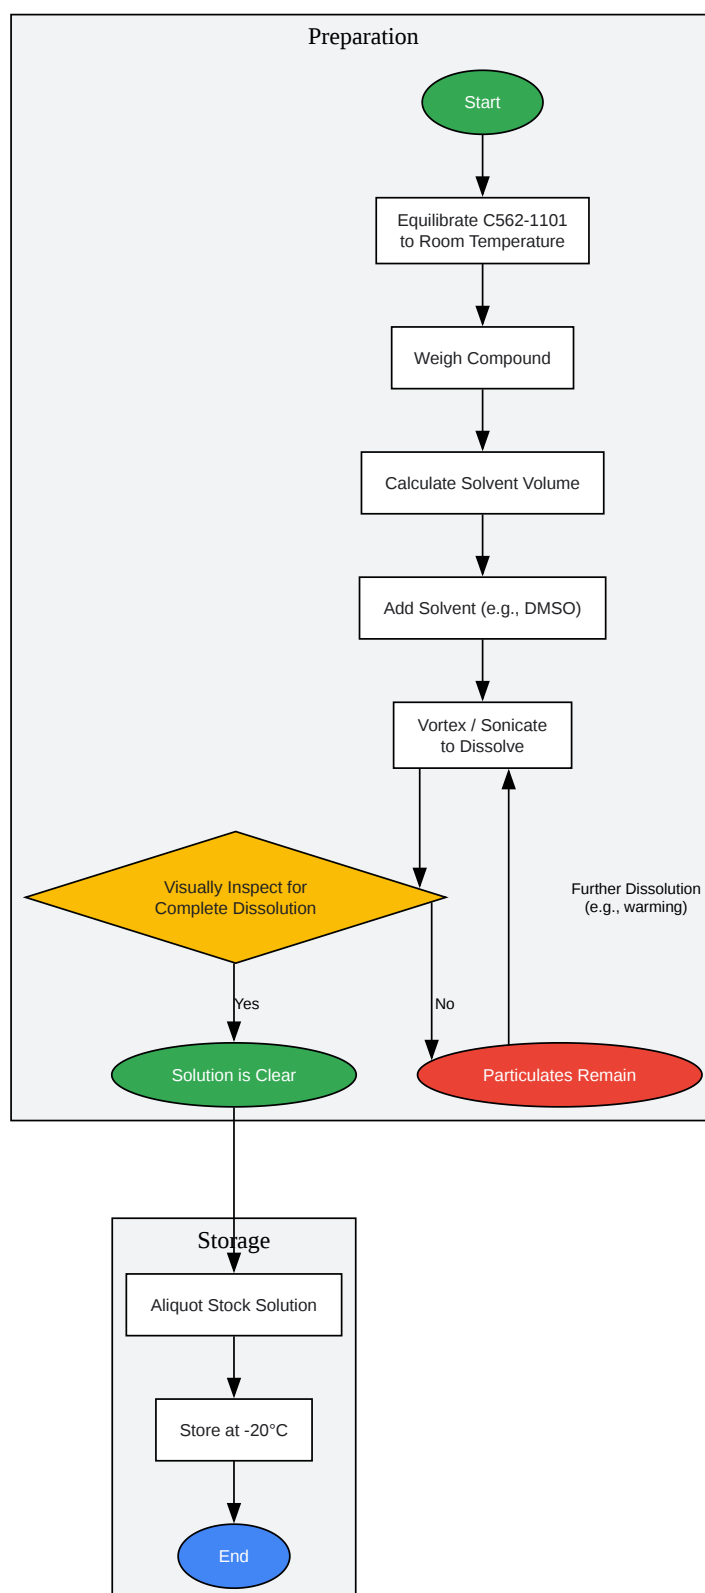 Preparation
Start
Equilibrate C562-1101
to Room Temperature
Weigh Compound
Calculate Solvent Volume
Add Solvent (e.g., DMSO)
Vortex / Sonicate
to Dissolve
Visually Inspect for
Complete Dissolution
Further Dissolution
(e.g., warming)
Yes
No
Solution is Clear
Particulates Remain
Storage
Aliquot Stock Solution
Store at -20°C
End